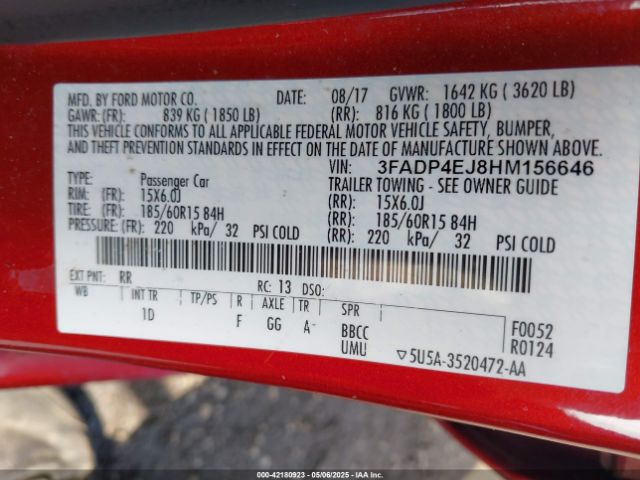 MFD. BY FORD MOTOR CO. DATE: 08/17 GVWR: 1642 KG ( 3620 LB)
GAWR: (FR): 839 KG ( 1850 LB) (RR): 816 KG ( 1800 LB)
THIS VEHICLE CONFORMS TO ALL APPLICABLE FEDERAL MOTOR VEHICLE SAFETY, BUMPER,
AND THEFT PREVENTION STANDARDS IN EFFECT ON THE DATE OF MANUFACTURE SHOWN ABOVE.
VIN: 3FADP4EJ8HM156646
TYPE: Passenger Car TRAILER TOWING - SEE OWNER GUIDE
RIM: (FR): 15X6.0J (RR): 15X6.0J
TIRE: (FR): 185/60R15 84H (RR): 185/60R15 84H
PRESSURE: (FR): 220 kPa/ 32 PSI COLD (RR): 220 kPa/ 32 PSI COLD
EXT PNT: RR RC: 13 DSO:
WB INT TR TP/PS R AXLE TR SPR
1D F GG A- BBCC F0052
UMU R0124
▽5U5A-3520472-AA
000-42180923 - 05/06/2025 - IAAI.COM